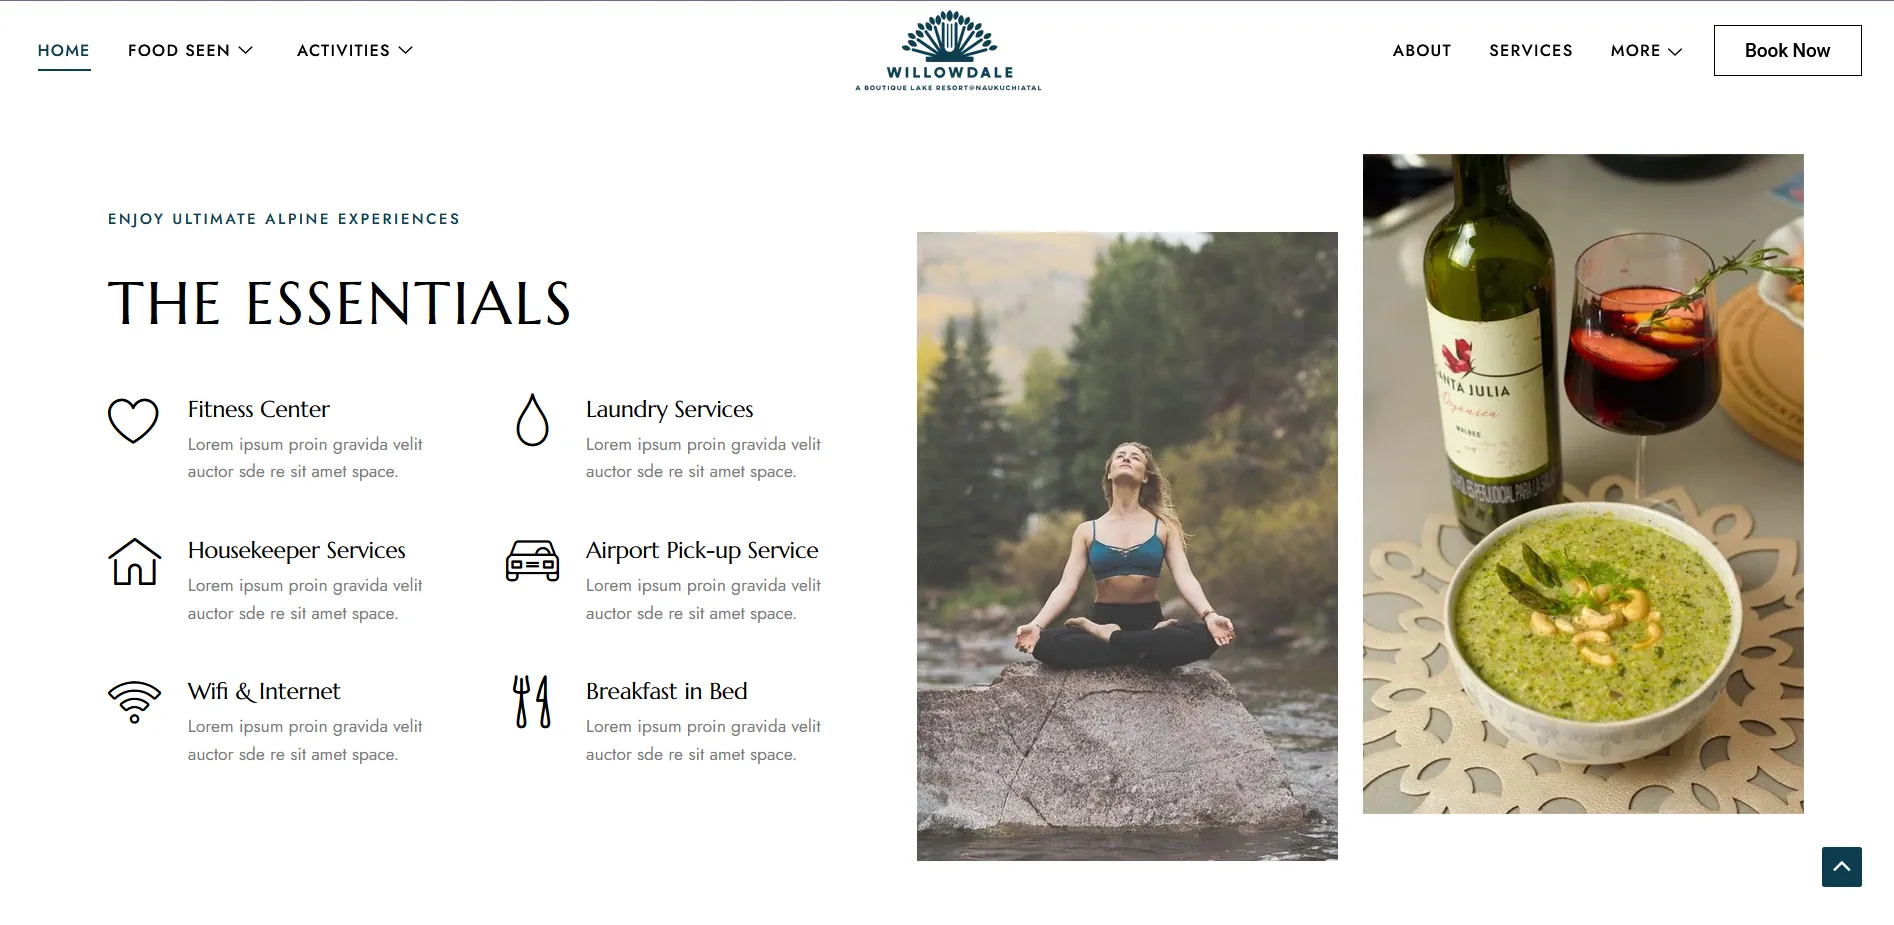 HOME
FOOD SEEN
ACTIVITIES
WILLOWDALE
A BOUTIQUE LAKE RESORT@NAUKUCHIATAL
ABOUT
SERVICES
MORE
Book Now
ENJOY ULTIMATE ALPINE EXPERIENCES
THE ESSENTIALS
Fitness Center
Lorem ipsum proin gravida velit
auctor sde re sit amet space.
Laundry Services
Lorem ipsum proin gravida velit
auctor sde re sit amet space.
Housekeeper Services
Lorem ipsum proin gravida velit
auctor sde re sit amet space.
Airport Pick-up Service
Lorem ipsum proin gravida velit
auctor sde re sit amet space.
Wifi & Internet
Lorem ipsum proin gravida velit
auctor sde re sit amet space.
Breakfast in Bed
Lorem ipsum proin gravida velit
auctor sde re sit amet space.
JULIA
Orgánica
MALBEC
PERJUDICIAL PARA LA